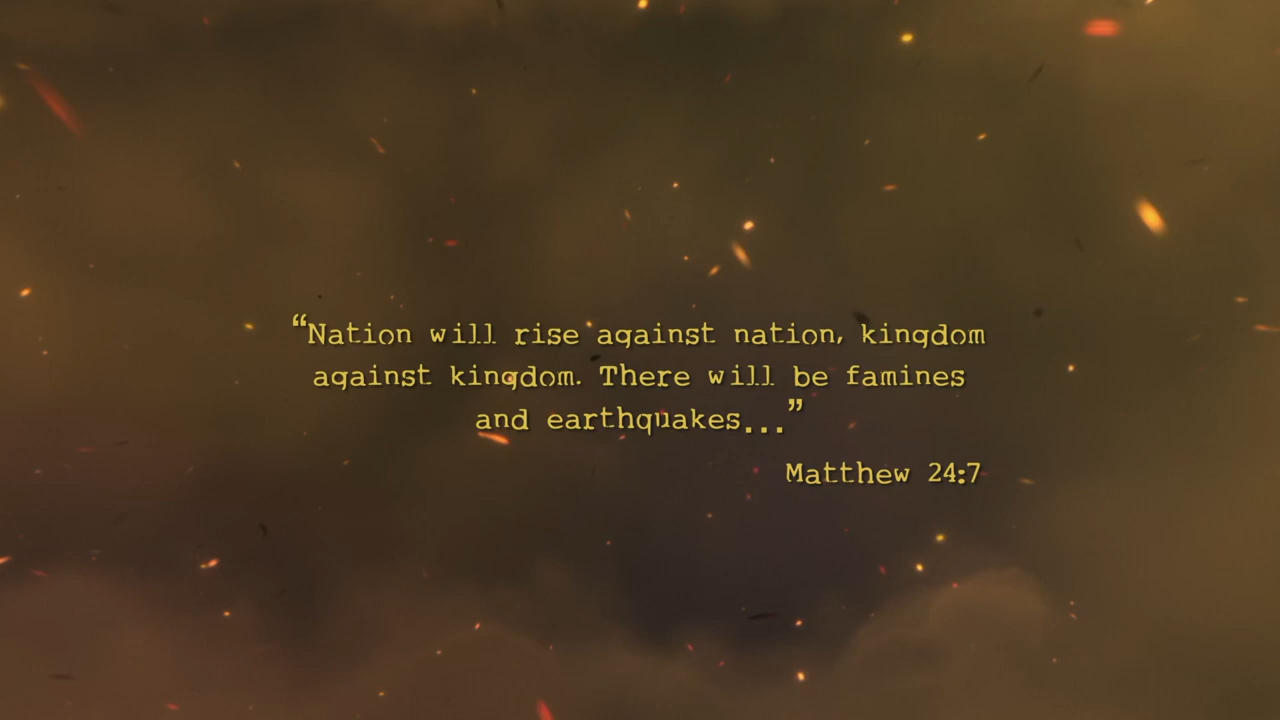 “Nation will rise against nation, kingdom
against kingdom. There will be famines
and earthquakes...”
Matthew 24:7